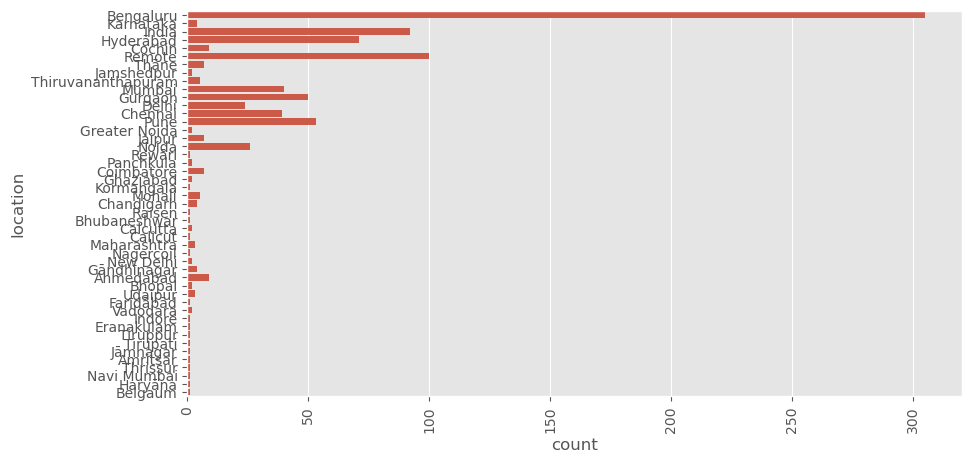 Bengaluru
Karnataka
India
Hyderabad
Cochin
Remote
Thane
Jamshedpur
Thiruvananthapuram
Mumbai
Gurgaon
Delhi
Chennai
Pune
Greater Noida
Jaipur
Noida
Rewari
Panchkula
Coimbatore
Ghaziabad
Kormangala
Mohali
Chandigarh
Raisen
Bhubaneshwar
Calcutta
Calicut
Maharashtra
Nagercoil
New Delhi
Gandhinagar
Ahmedabad
Bhopal
Udaipur
Faridabad
Vadodara
Indore
Eranakulam
Tiruppur
Tirupati
Jamnagar
Amritsar
Thrissur
Navi Mumbai
Haryana
Belgaum
location
0 50 100 150 200 250 300
count